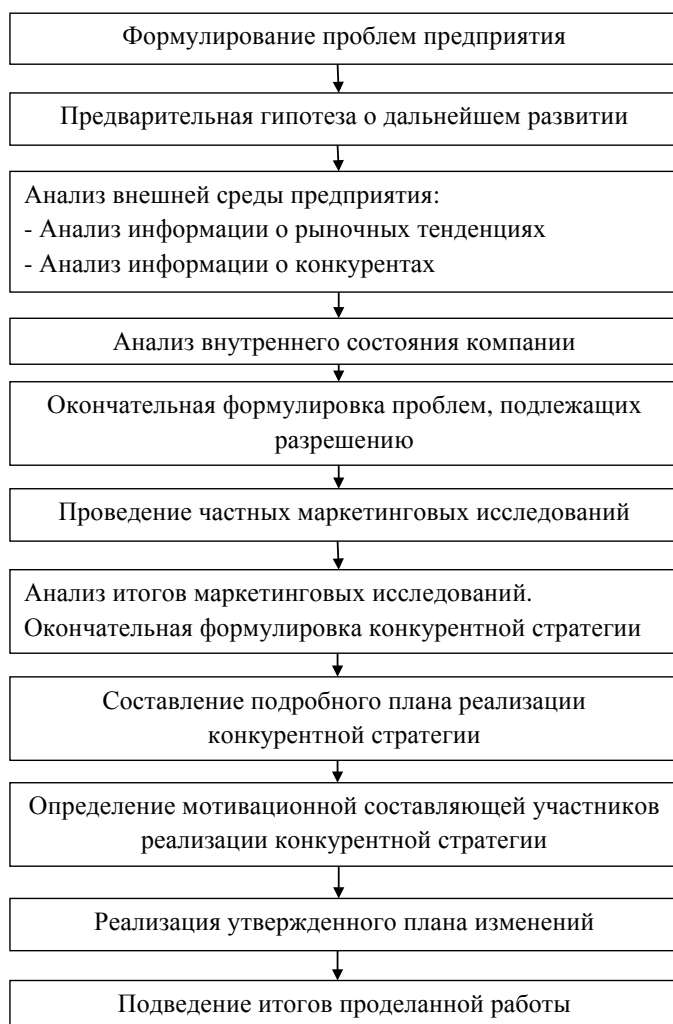 Формулирование проблем предприятия
Предварительная гипотеза о дальнейшем развитии
Анализ внешней среды предприятия:
- Анализ информации о рыночных тенденциях
- Анализ информации о конкурентах
Анализ внутреннего состояния компании
Окончательная формулировка проблем, подлежащих
разрешению
Проведение частных маркетинговых исследований
Анализ итогов маркетинговых исследований.
Окончательная формулировка конкурентной стратегии
Составление подробного плана реализации
конкурентной стратегии
Определение мотивационной составляющей участников
реализации конкурентной стратегии
Реализация утвержденного плана изменений
Подведение итогов проделанной работы